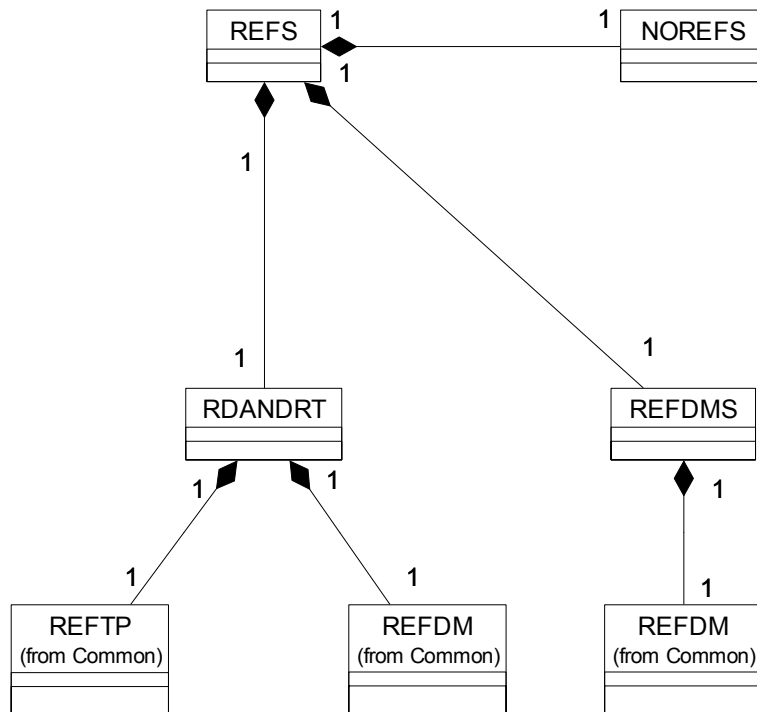 REFS
1
1
NOREFS
1
1
1
1
RDANDRT
REFDMS
1
1
1
1
1
1
REFTP
(from Common)
REFDM
(from Common)
REFDM
(from Common)